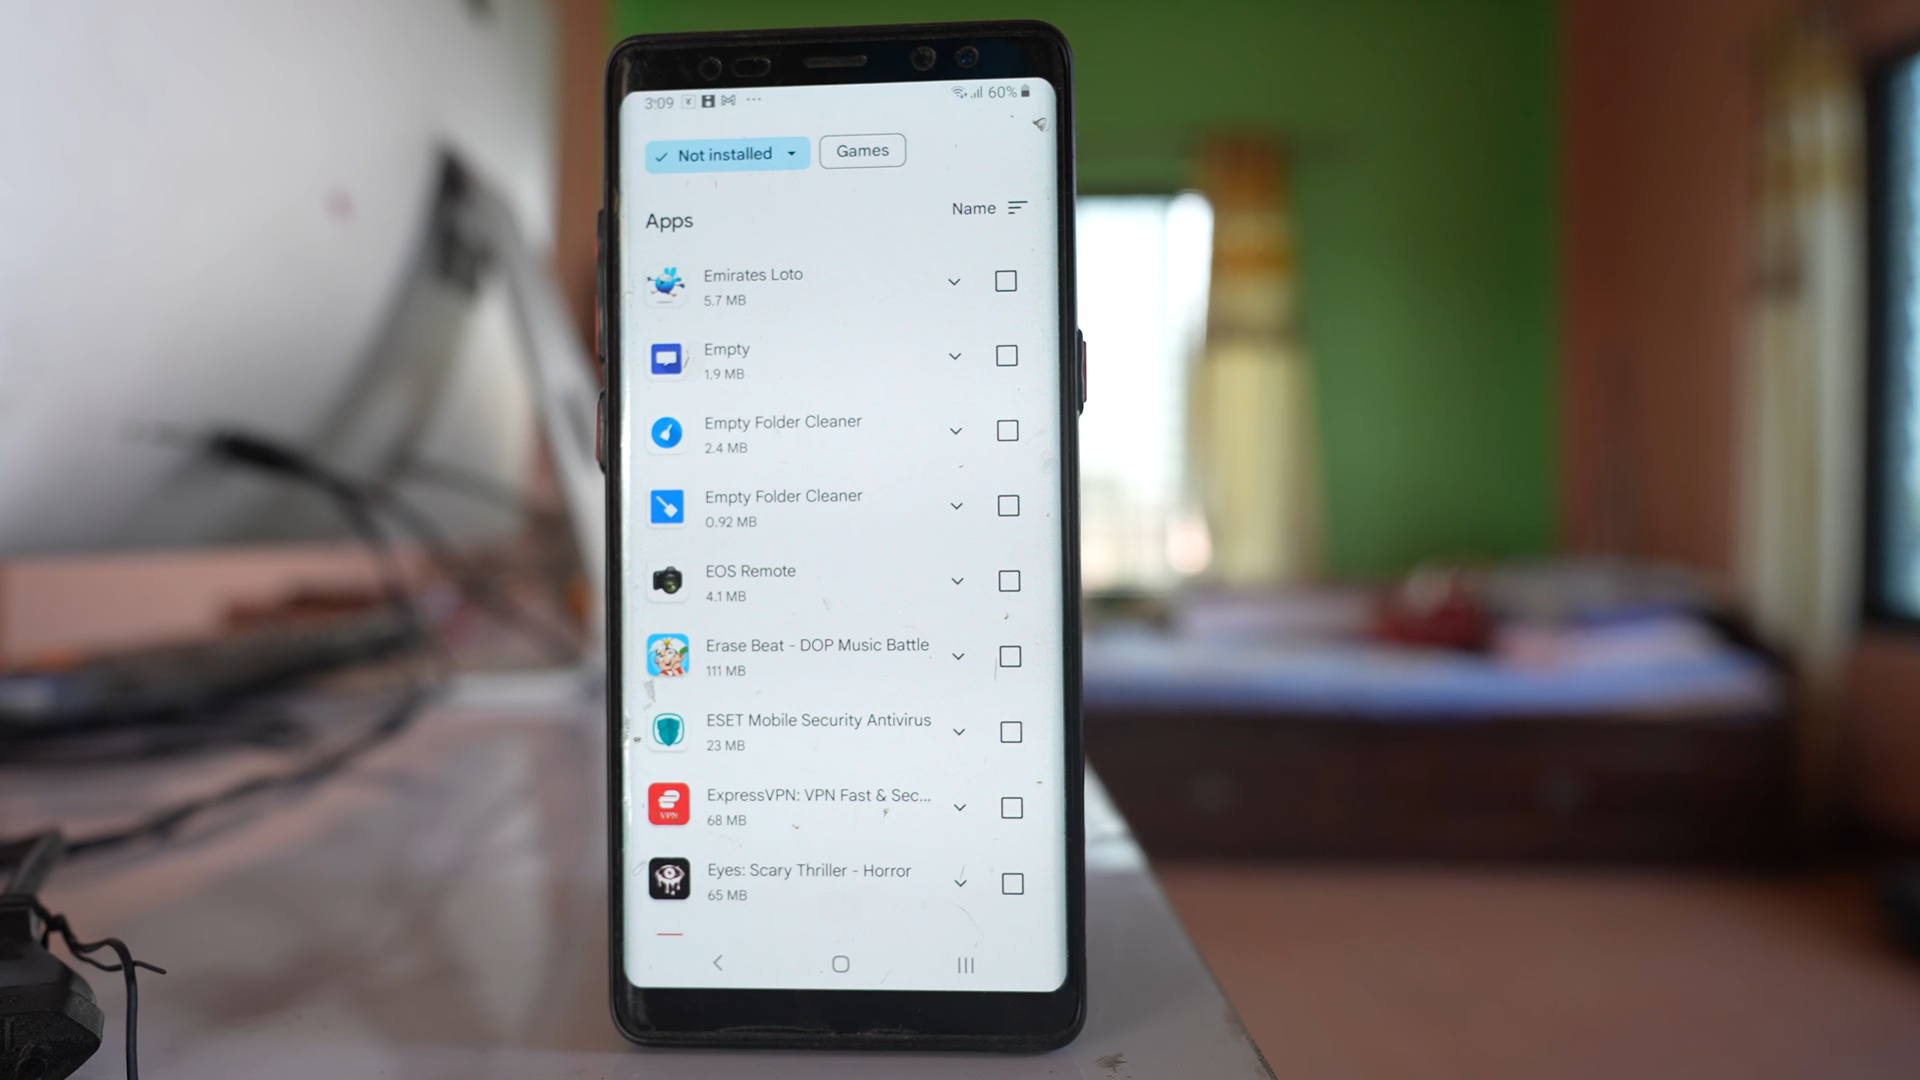 3:09 60%
Not installed Games
Apps Name
Emirates Loto
5.7 MB
Empty
1.9 MB
Empty Folder Cleaner
2.4 MB
Empty Folder Cleaner
0.92 MB
EOS Remote
4.1 MB
Erase Beat - DOP Music Battle
111 MB
ESET Mobile Security Antivirus
23 MB
VPN
ExpressVPN: VPN Fast & Sec...
68 MB
Eyes: Scary Thriller - Horror
65 MB